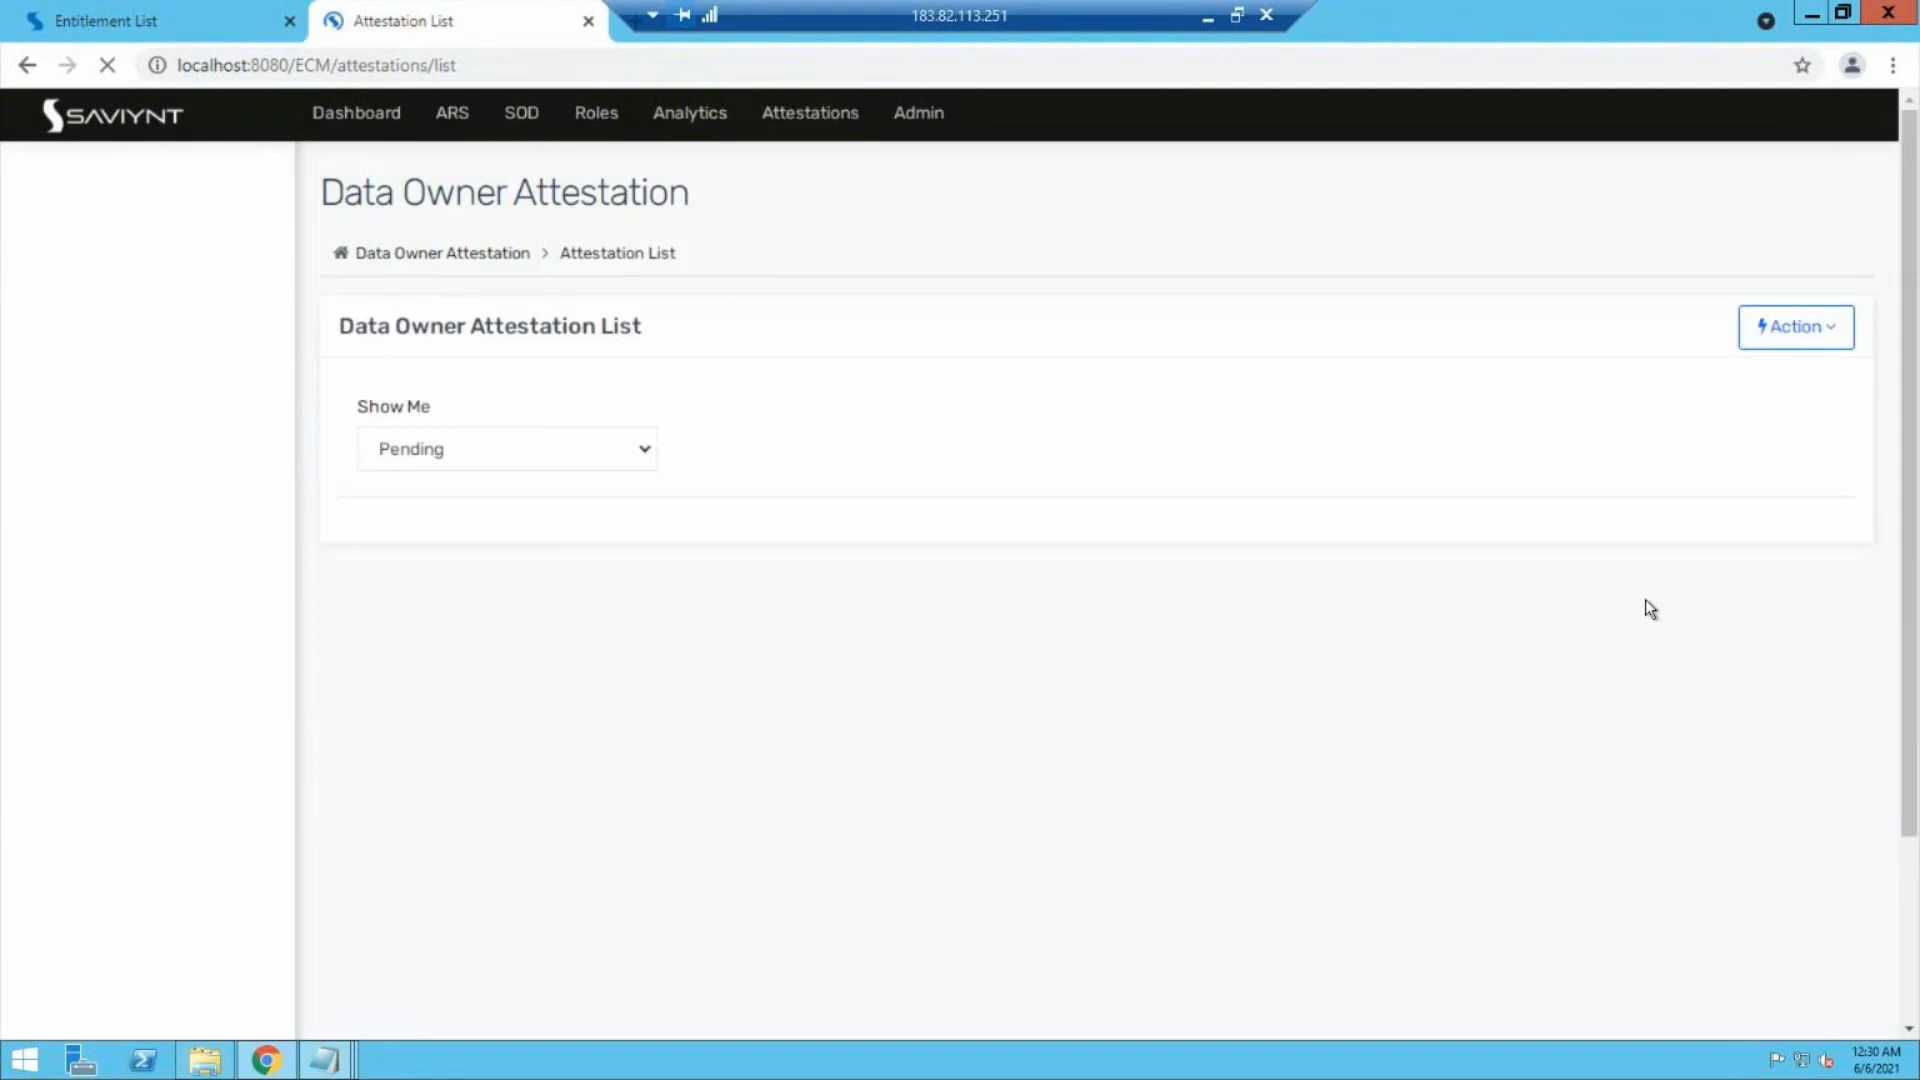 Entitlement List
Attestation List
183.82.113.251
localhost:8080/ECM/attestations/list
SAVIYNT
Dashboard
ARS
SOD
Roles
Analytics
Attestations
Admin
Data Owner Attestation
Data Owner Attestation > Attestation List
Data Owner Attestation List
Action
Show Me
Pending
12:30 AM
6/6/2021